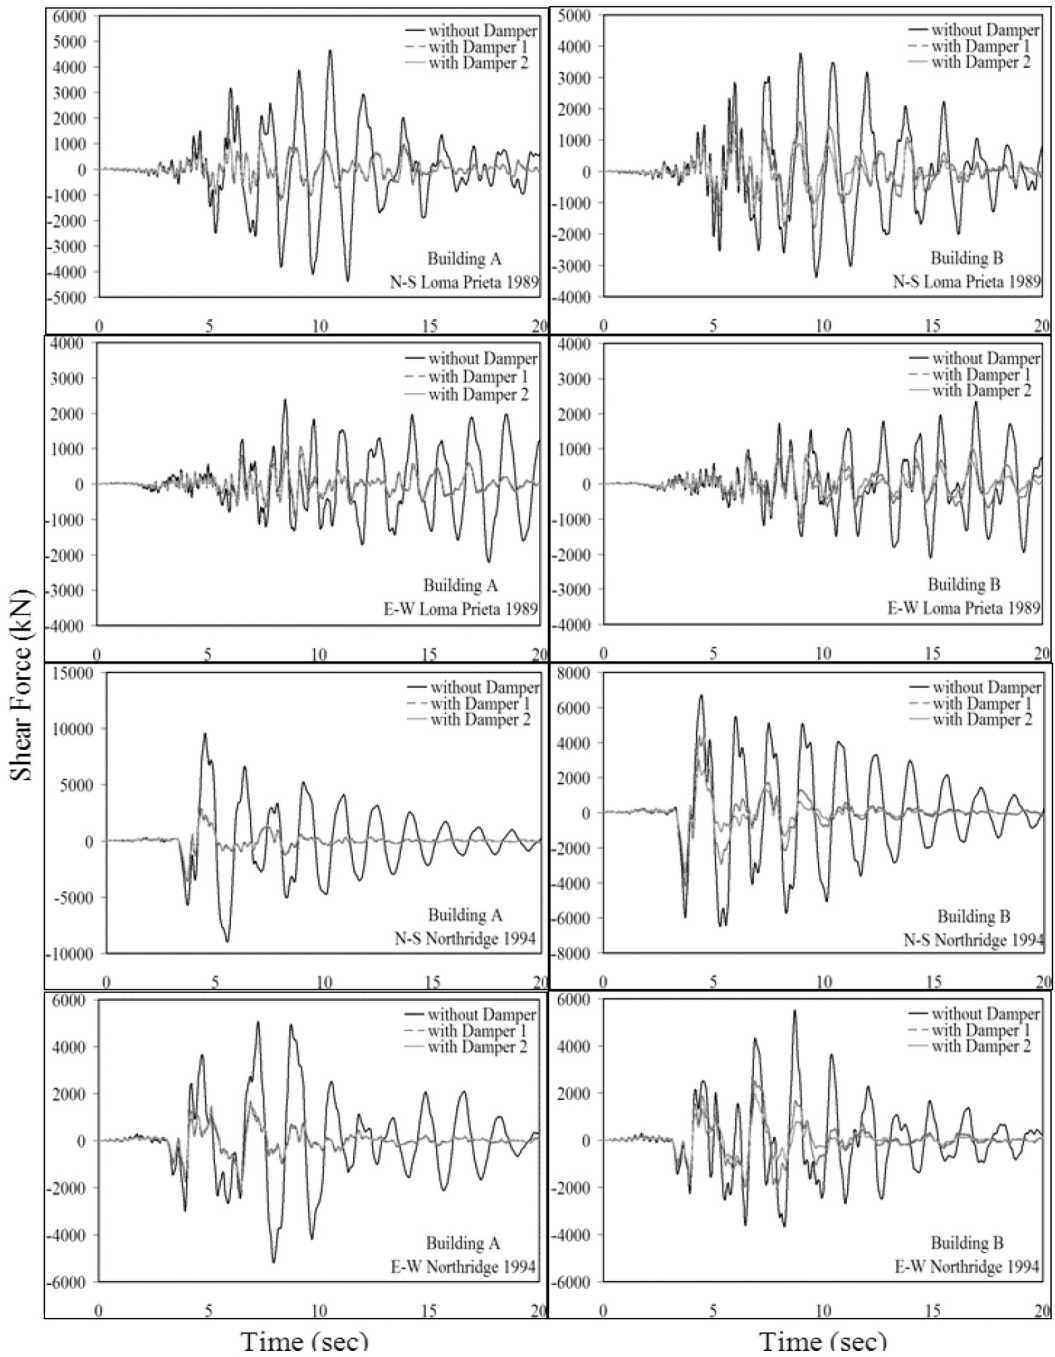 Shear Force (kN)
6000
5000
4000
3000
2000
1000
0
-1000
-2000
-3000
-4000
-5000
0
5
10
15
20
without Damper
with Damper 1
with Damper 2
Building A
N-S Loma Prieta 1989
5000
4000
3000
2000
1000
0
-1000
-2000
-3000
-4000
0
5
10
15
20
without Damper
with Damper 1
with Damper 2
Building B
N-S Loma Prieta 1989
4000
3000
2000
1000
0
-1000
-2000
-3000
-4000
0
5
10
15
20
without Damper
with Damper 1
with Damper 2
Building A
E-W Loma Prieta 1989
4000
3000
2000
1000
0
-1000
-2000
-3000
-4000
0
5
10
15
20
without Damper
with Damper 1
with Damper 2
Building B
E-W Loma Prieta 1989
15000
10000
5000
0
-5000
-10000
0
5
10
15
20
without Damper
with Damper 1
with Damper 2
Building A
N-S Northridge 1994
8000
6000
4000
2000
0
-2000
-4000
-6000
-8000
0
5
10
15
20
without Damper
with Damper 1
with Damper 2
Building B
N-S Northridge 1994
6000
4000
2000
0
-2000
-4000
-6000
0
5
10
15
20
without Damper
with Damper 1
with Damper 2
Building A
E-W Northridge 1994
6000
4000
2000
0
-2000
-4000
-6000
0
5
10
15
20
without Damper
with Damper 1
with Damper 2
Building B
E-W Northridge 1994
Time (sec)
Time (sec)